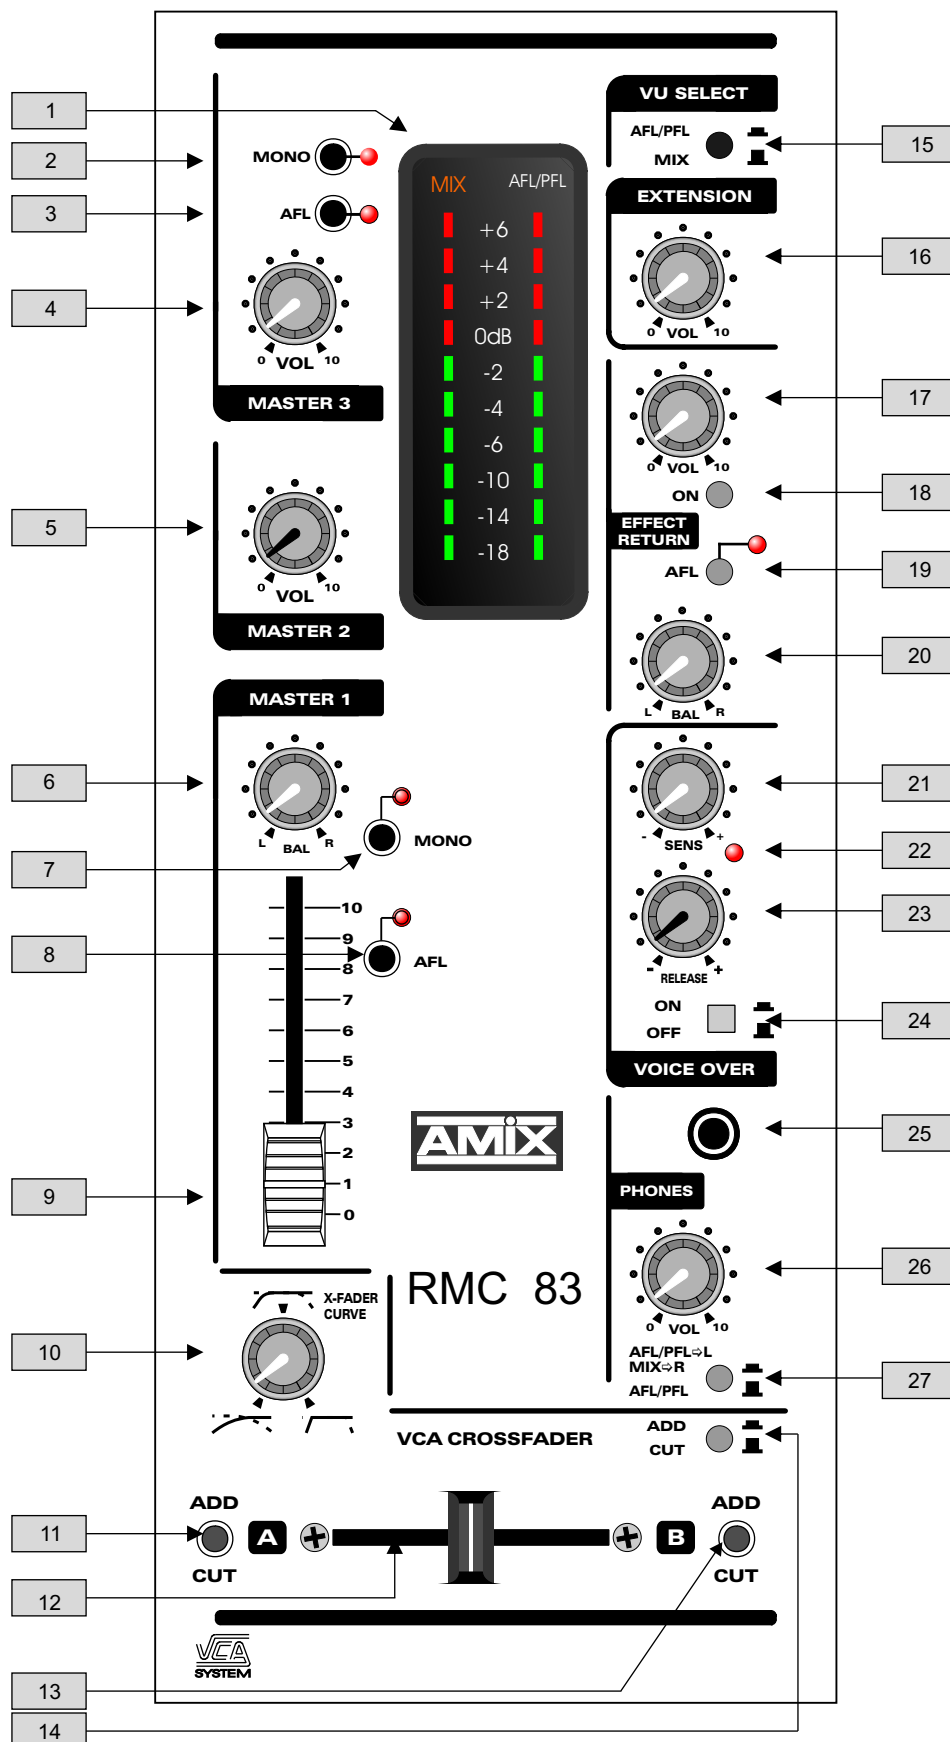 1
2
3
4
5
6
7
8
9
10
11
12
13
14
MONO
AFL
0 VOL 10
MASTER 3
0 VOL 10
MASTER 2
MASTER 1
L BAL R
MONO
AFL
10
9
8
7
6
5
4
3
2
1
0
X-FADER
CURVE
MIX AFL/PFL
+6
+4
+2
0dB
-2
-4
-6
-10
-14
-18
AMIX
RMC 83
VU SELECT
AFL/PFL
MIX
EXTENSION
0 VOL 10
0 VOL 10
ON
EFFECT
RETURN
AFL
L BAL R
- SENS +
- RELEASE +
ON
OFF
VOICE OVER
PHONES
0 VOL 10
AFL/PFL⇨L
MIX⇨R
AFL/PFL
VCA CROSSFADER
ADD
CUT
ADD
A
CUT
ADD
B
CUT
VCA
SYSTEM
15
16
17
18
19
20
21
22
23
24
25
26
27